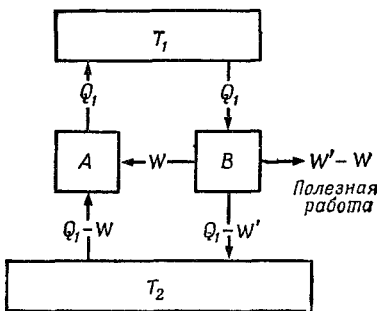 T₁
Q₁ Q₁
A W B W'−W
Полезная
работа
Q₁−W Q₁−W'
T₂